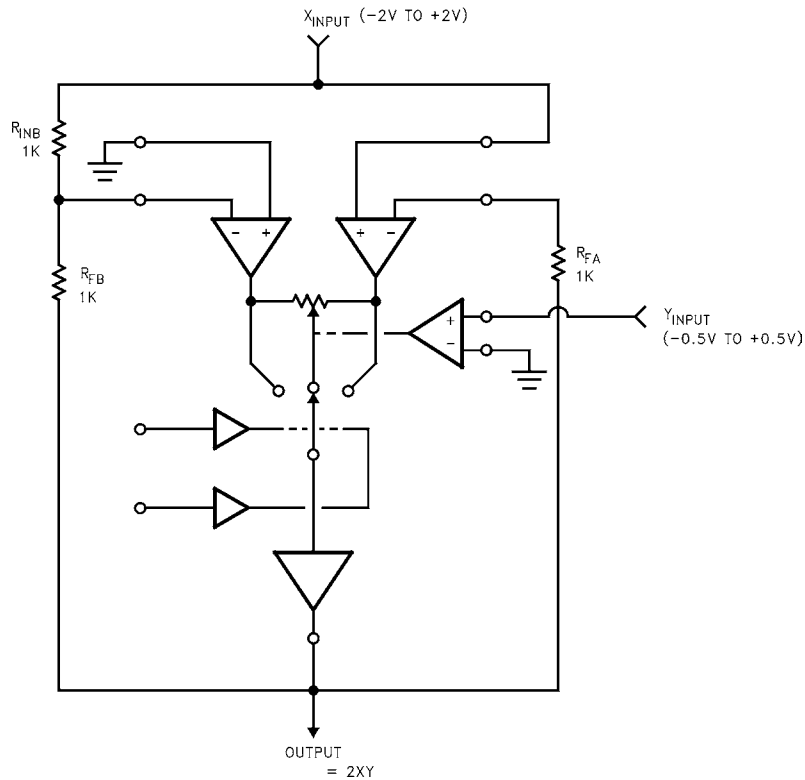 XINPUT (-2V TO +2V)
RINB
1K
- +
+ -
RFB
1K
RFA
1K
+
-
YINPUT
(-0.5V TO +0.5V)
OUTPUT
= 2XY